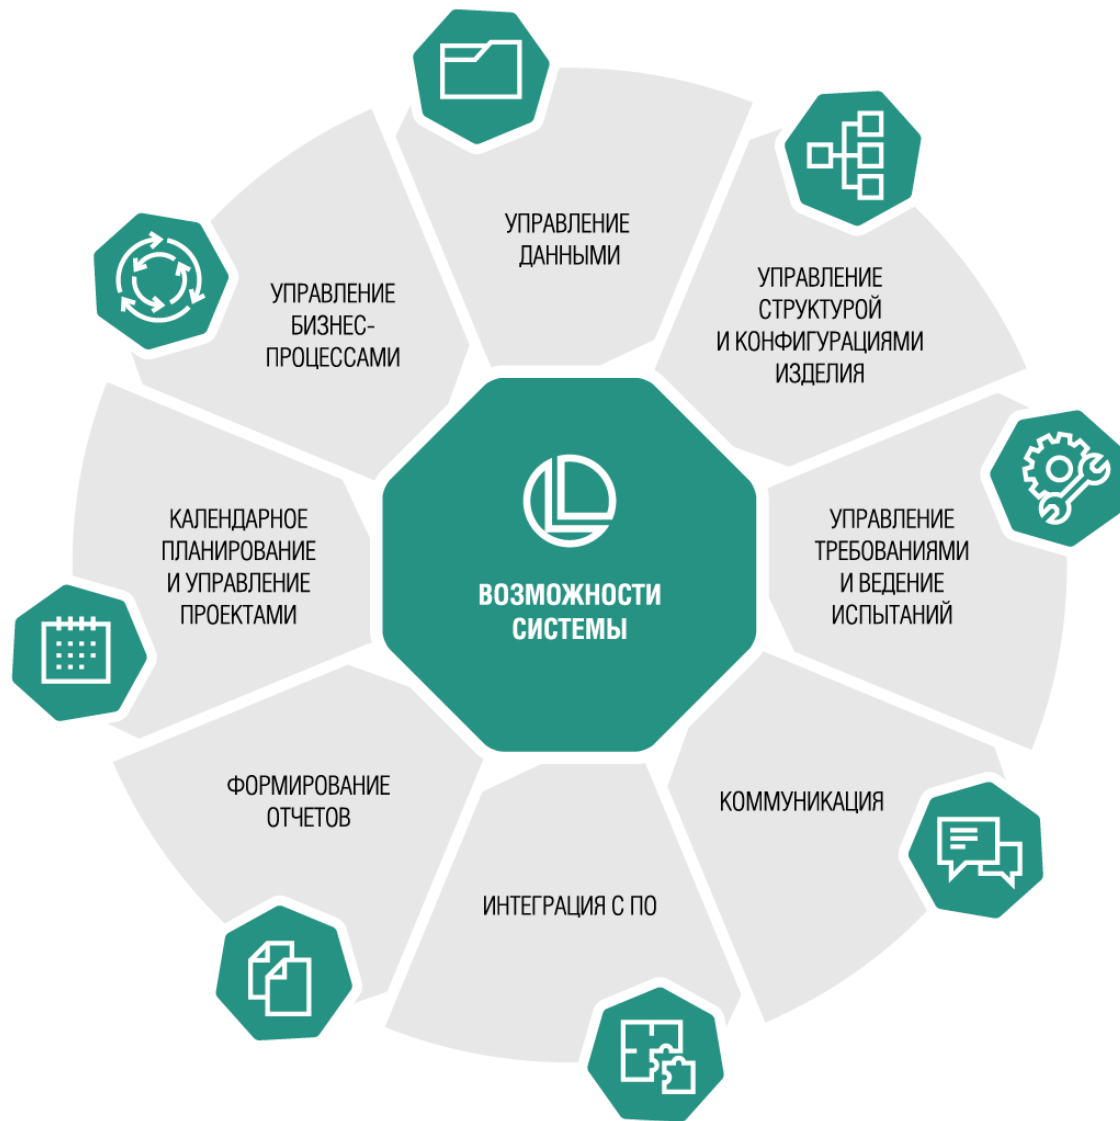 УПРАВЛЕНИЕ
ДАННЫМИ
УПРАВЛЕНИЕ
СТРУКТУРОЙ
И КОНФИГУРАЦИЯМИ
ИЗДЕЛИЯ
УПРАВЛЕНИЕ
ТРЕБОВАНИЯМИ
И ВЕДЕНИЕ
ИСПЫТАНИЙ
КОММУНИКАЦИЯ
ИНТЕГРАЦИЯ С ПО
ФОРМИРОВАНИЕ
ОТЧЕТОВ
КАЛЕНДАРНОЕ
ПЛАНИРОВАНИЕ
И УПРАВЛЕНИЕ
ПРОЕКТАМИ
УПРАВЛЕНИЕ
БИЗНЕС-
ПРОЦЕССАМИ
ВОЗМОЖНОСТИ
СИСТЕМЫ